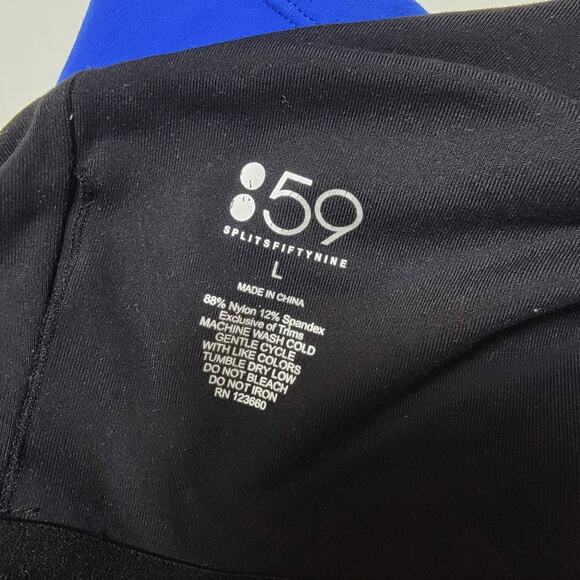 :59
SPLITSFIFTYNINE
L
MADE IN CHINA
88% Nylon 12% Spandex
Exclusive of Trims
MACHINE WASH COLD
GENTLE CYCLE
WITH LIKE COLORS
TUMBLE DRY LOW
DO NOT BLEACH
DO NOT IRON
RN 123660